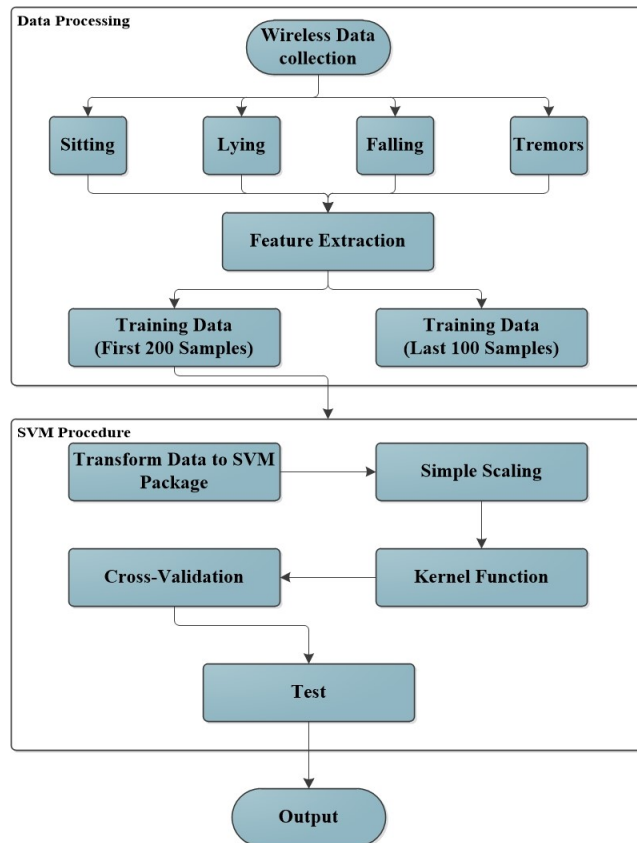 Data Processing
Wireless Data
collection
Sitting
Lying
Falling
Tremors
Feature Extraction
Training Data
(First 200 Samples)
Training Data
(Last 100 Samples)
SVM Procedure
Transform Data to SVM
Package
Simple Scaling
Cross-Validation
Kernel Function
Test
Output